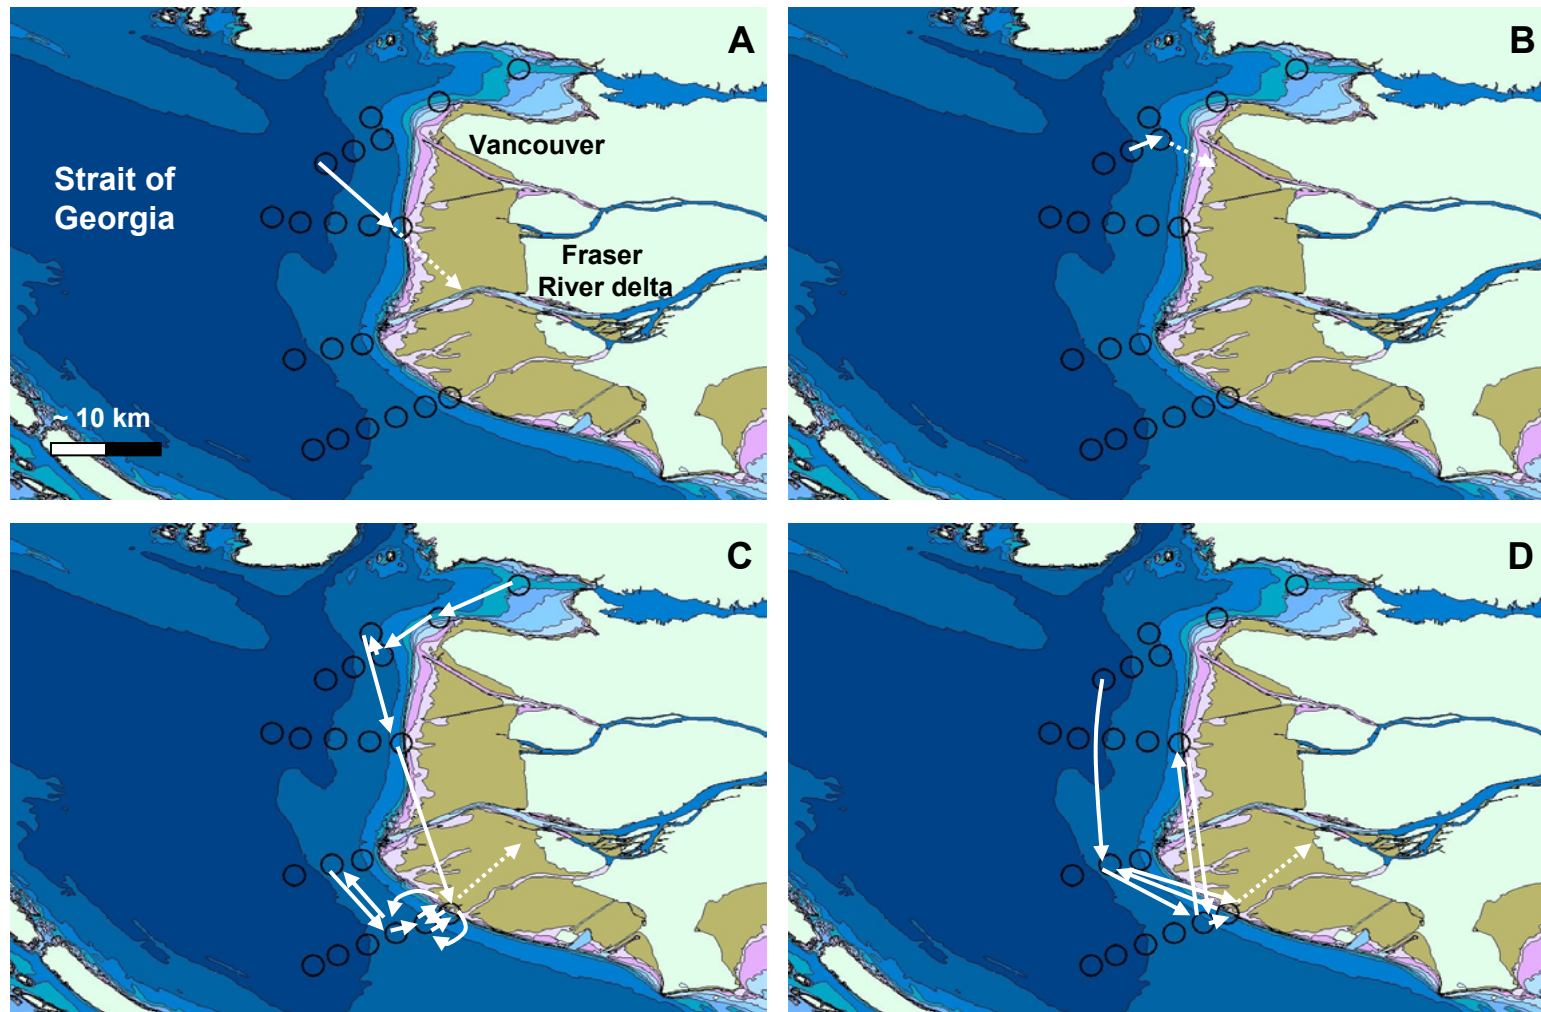 A
B
Vancouver
Strait of
Georgia
Fraser
River delta
~ 10 km
C
D